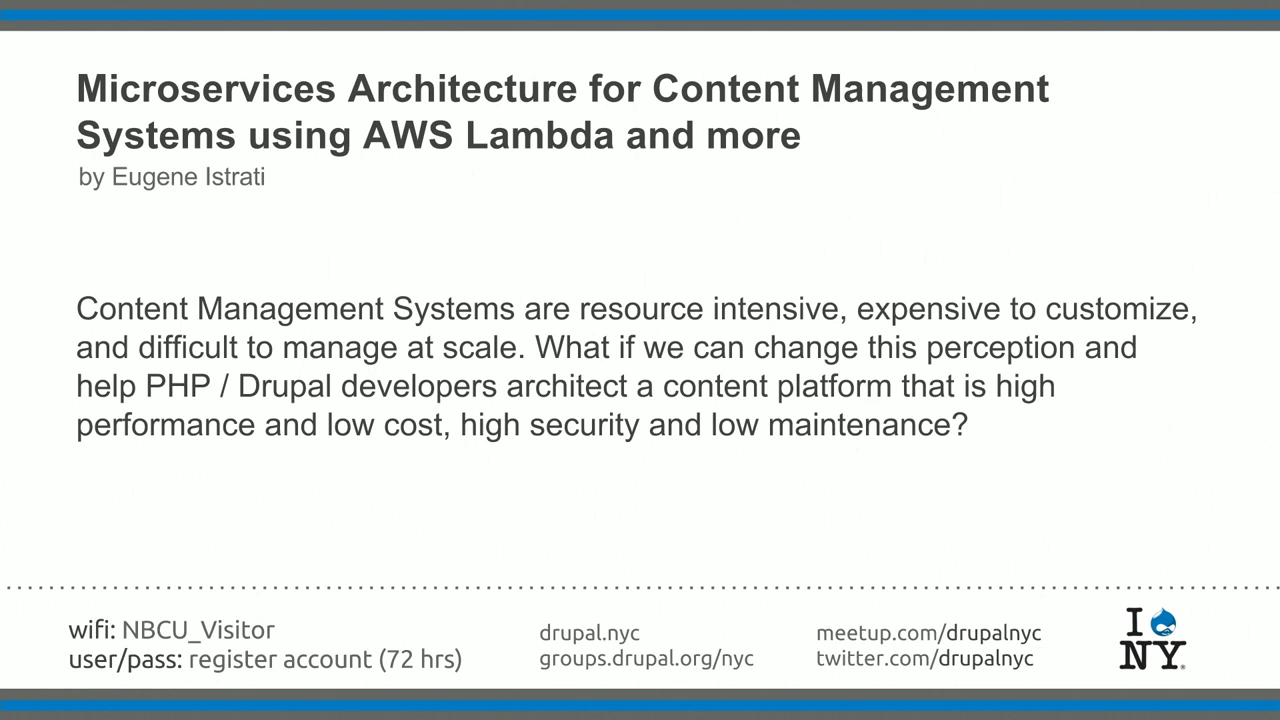 Microservices Architecture for Content Management
Systems using AWS Lambda and more
by Eugene Istrati
Content Management Systems are resource intensive, expensive to customize,
and difficult to manage at scale. What if we can change this perception and
help PHP / Drupal developers architect a content platform that is high
performance and low cost, high security and low maintenance?
wifi: NBCU_Visitor
user/pass: register account (72 hrs)
drupal.nyc
groups.drupal.org/nyc
meetup.com/drupalnyc
twitter.com/drupalnyc
I
NY®